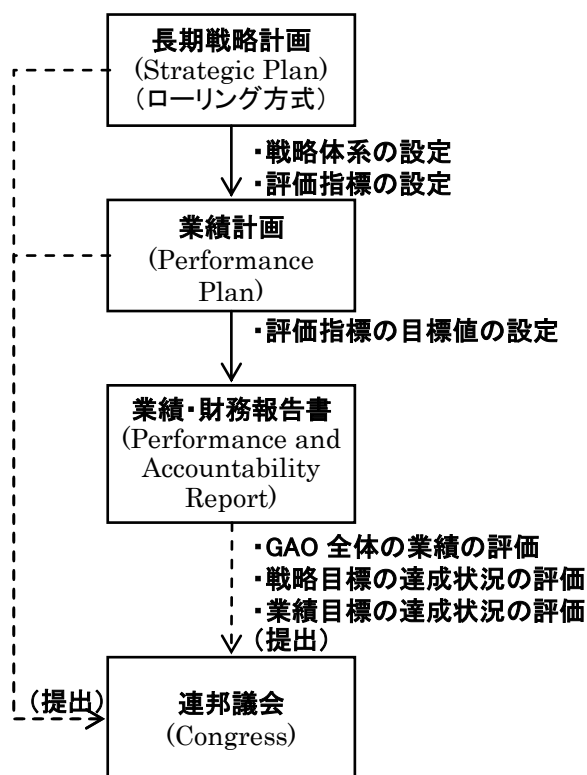 長期戦略計画
(Strategic Plan)
（ローリング方式）
・戦略体系の設定
・評価指標の設定
業績計画
(Performance
Plan)
・評価指標の目標値の設定
業績・財務報告書
(Performance and
Accountability
Report)
・GAO 全体の業績の評価
・戦略目標の達成状況の評価
・業績目標の達成状況の評価
（提出）
（提出）
連邦議会
(Congress)